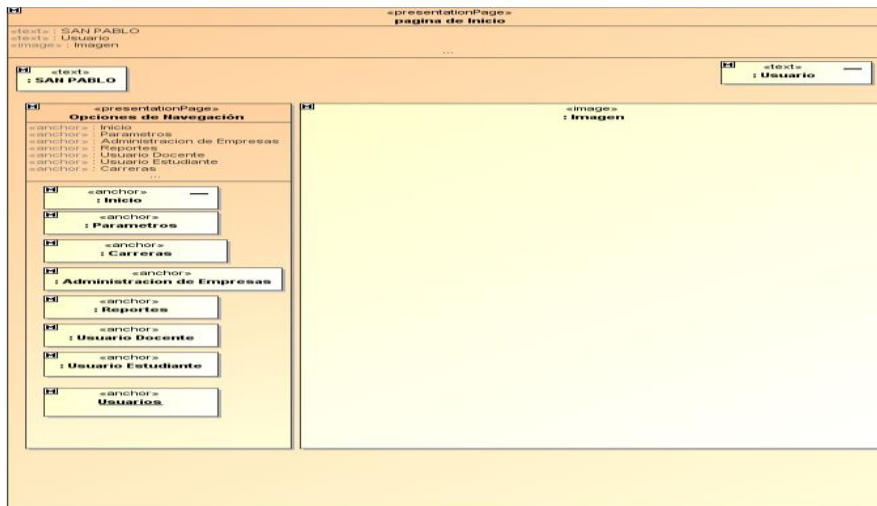 «presentationPage»
pagina de Inicio
«text» : SAN PABLO
«text» : Usuario
«image» : Imagen
...
«text»
: SAN PABLO
«text»
: Usuario
«presentationPage»
Opciones de Navegación
«anchor» : Inicio
«anchor» : Parametros
«anchor» : Administracion de Empresas
«anchor» : Reportes
«anchor» : Usuario Docente
«anchor» : Usuario Estudiante
«anchor» : Carreras
...
«anchor»
: Inicio
«anchor»
: Parametros
«anchor»
: Carreras
«anchor»
: Administracion de Empresas
«anchor»
: Reportes
«anchor»
: Usuario Docente
«anchor»
: Usuario Estudiante
«anchor»
Usuarios
«image»
: Imagen